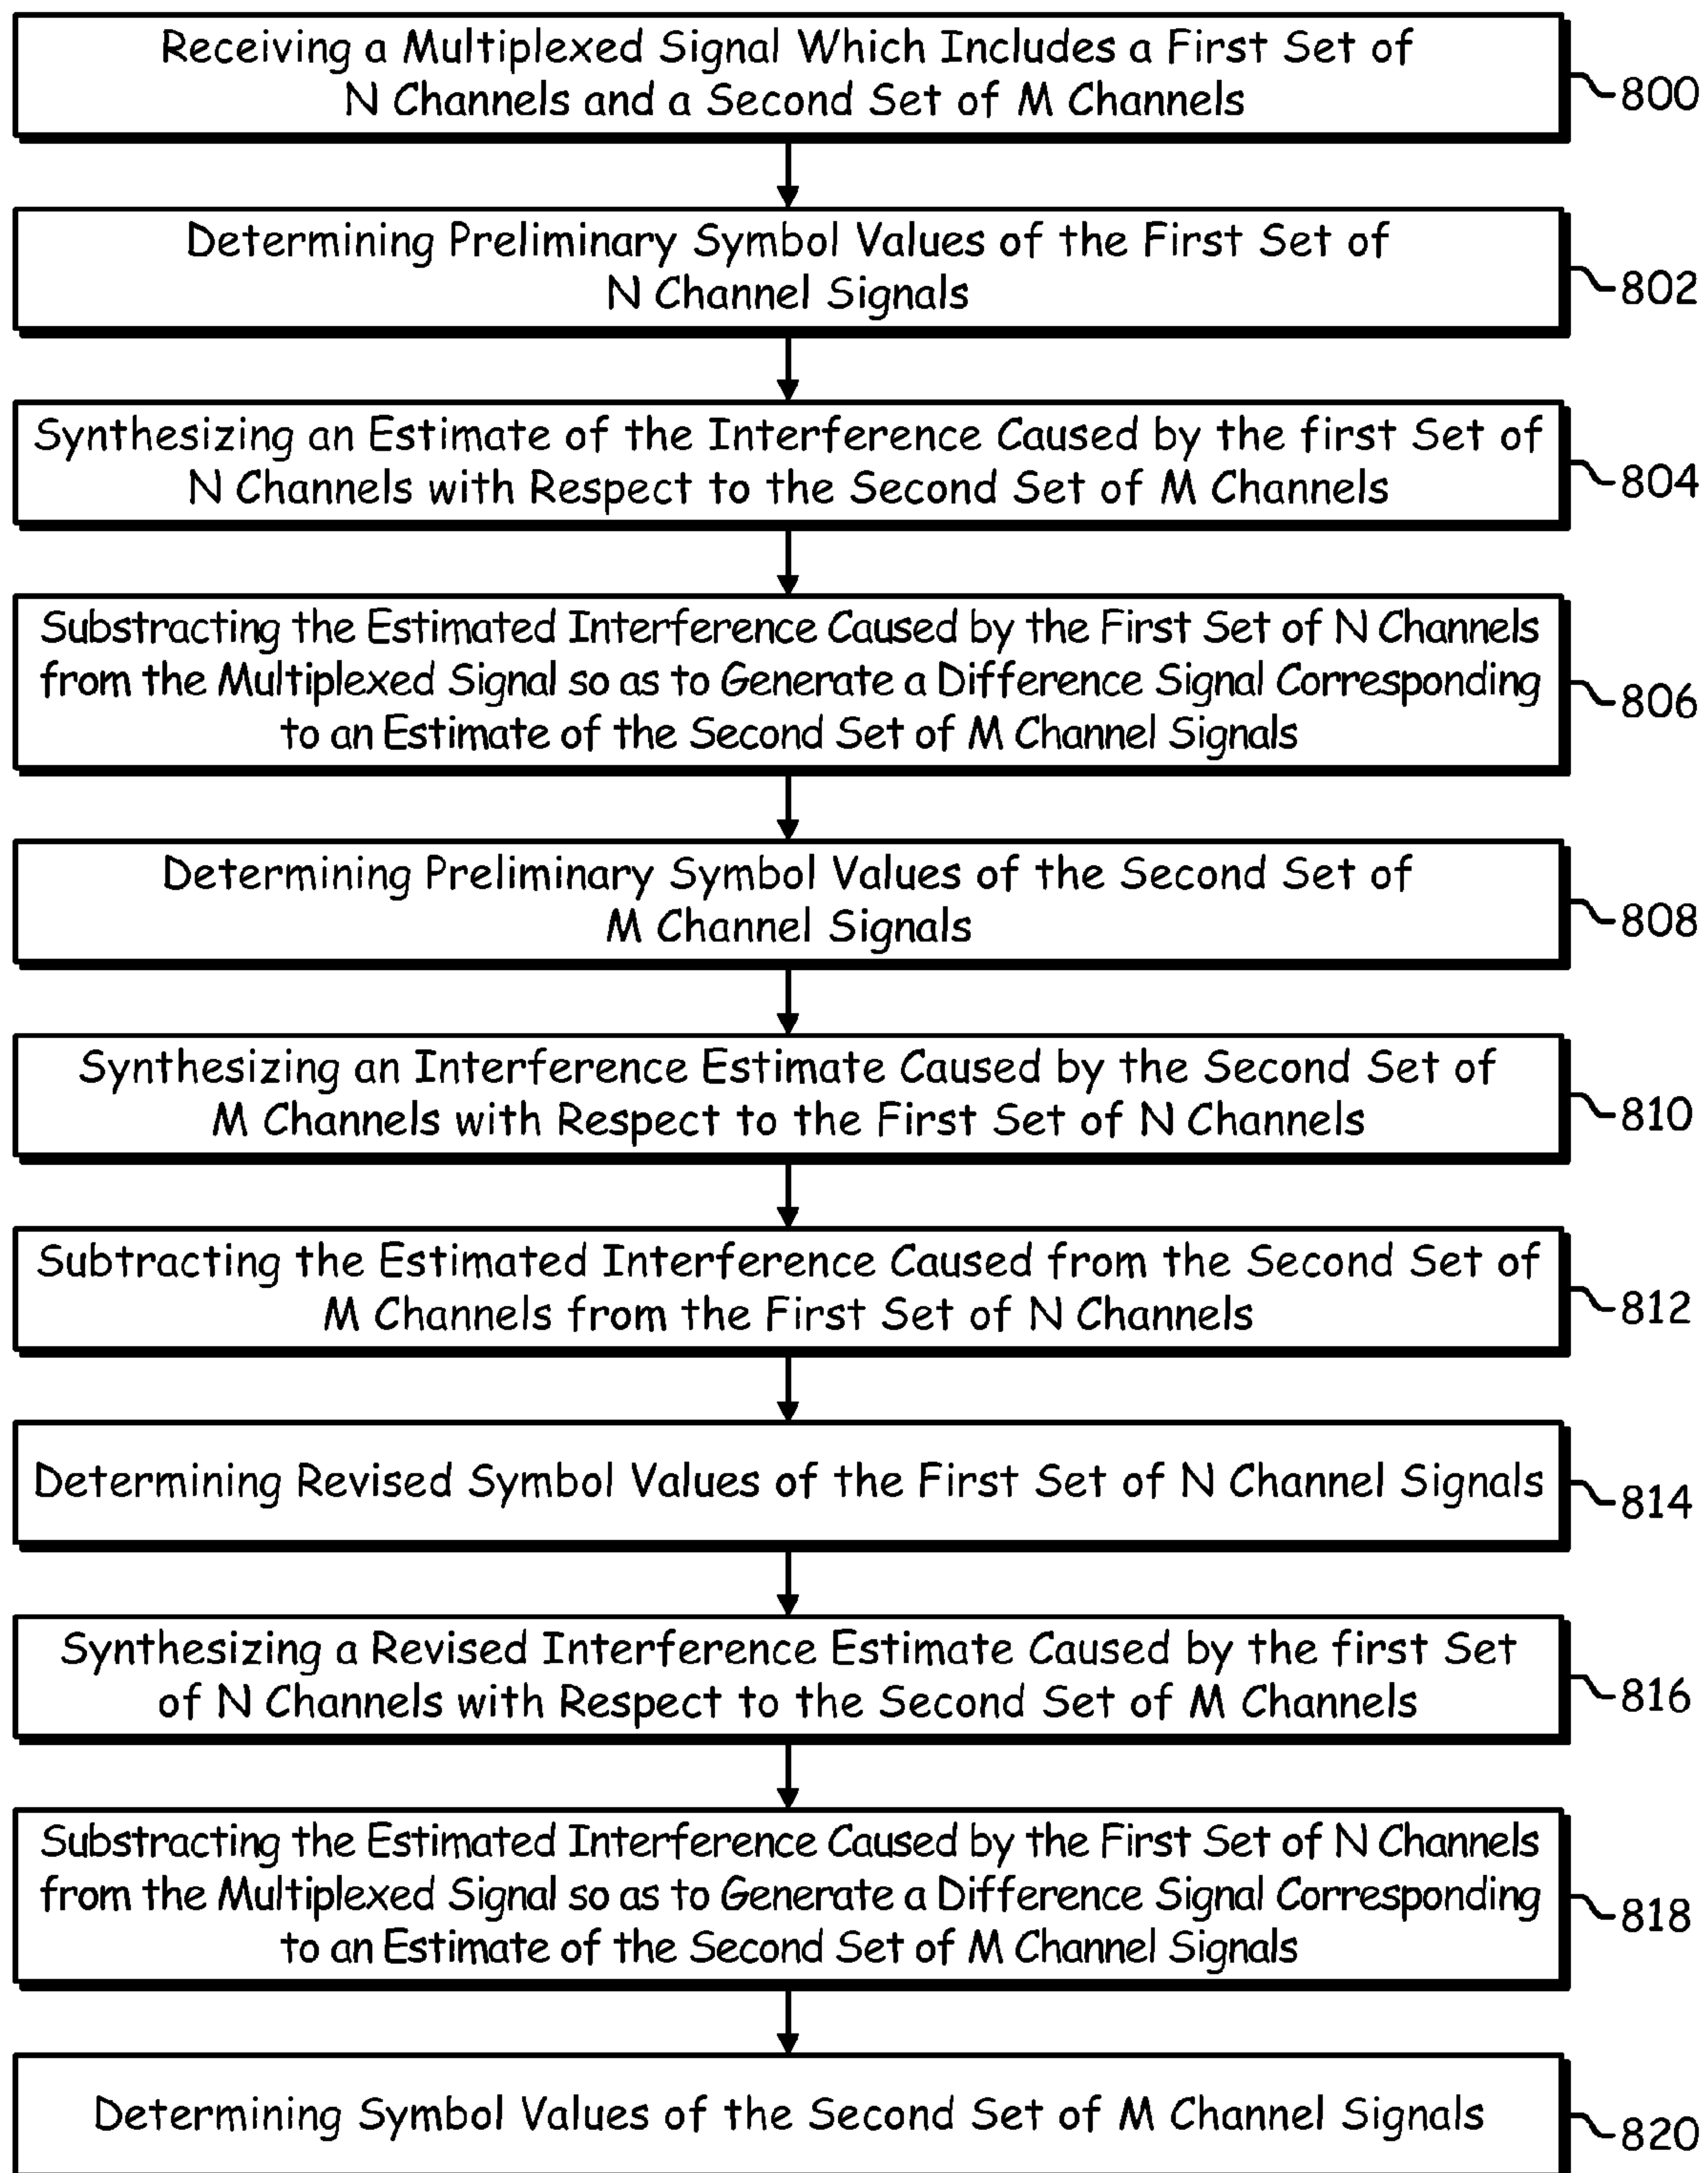 Receiving a Multiplexed Signal Which Includes a First Set of
N Channels and a Second Set of M Channels
800
Determining Preliminary Symbol Values of the First Set of
N Channel Signals
802
Synthesizing an Estimate of the Interference Caused by the first Set of
N Channels with Respect to the Second Set of M Channels
804
Substracting the Estimated Interference Caused by the First Set of N Channels
from the Multiplexed Signal so as to Generate a Difference Signal Corresponding
to an Estimate of the Second Set of M Channel Signals
806
Determining Preliminary Symbol Values of the Second Set of
M Channel Signals
808
Synthesizing an Interference Estimate Caused by the Second Set of
M Channels with Respect to the First Set of N Channels
810
Subtracting the Estimated Interference Caused from the Second Set of
M Channels from the First Set of N Channels
812
Determining Revised Symbol Values of the First Set of N Channel Signals
814
Synthesizing a Revised Interference Estimate Caused by the first Set
of N Channels with Respect to the Second Set of M Channels
816
Substracting the Estimated Interference Caused by the First Set of N Channels
from the Multiplexed Signal so as to Generate a Difference Signal Corresponding
to an Estimate of the Second Set of M Channel Signals
818
Determining Symbol Values of the Second Set of M Channel Signals
820